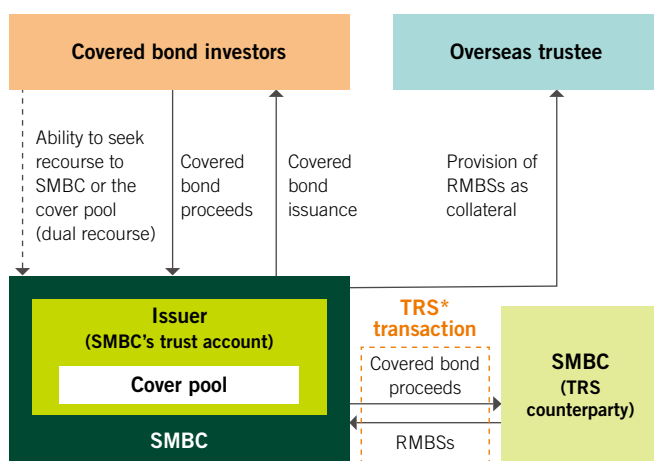 Covered bond investors
Overseas trustee
Ability to seek
recourse to
SMBC or the
cover pool
(dual recourse)
Covered
bond
proceeds
Covered
bond
issuance
Provision of
RMBSs as
collateral
Issuer
(SMBC’s trust account)
Cover pool
SMBC
TRS*
transaction
Covered bond
proceeds
RMBSs
SMBC
(TRS
counterparty)